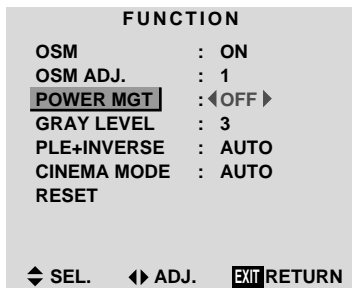 FUNCTION
OSM : ON
OSM ADJ. : 1
POWER MGT : OFF
GRAY LEVEL : 3
PLE+INVERSE : AUTO
CINEMA MODE : AUTO
RESET
SEL. ADJ. EXIT RETURN